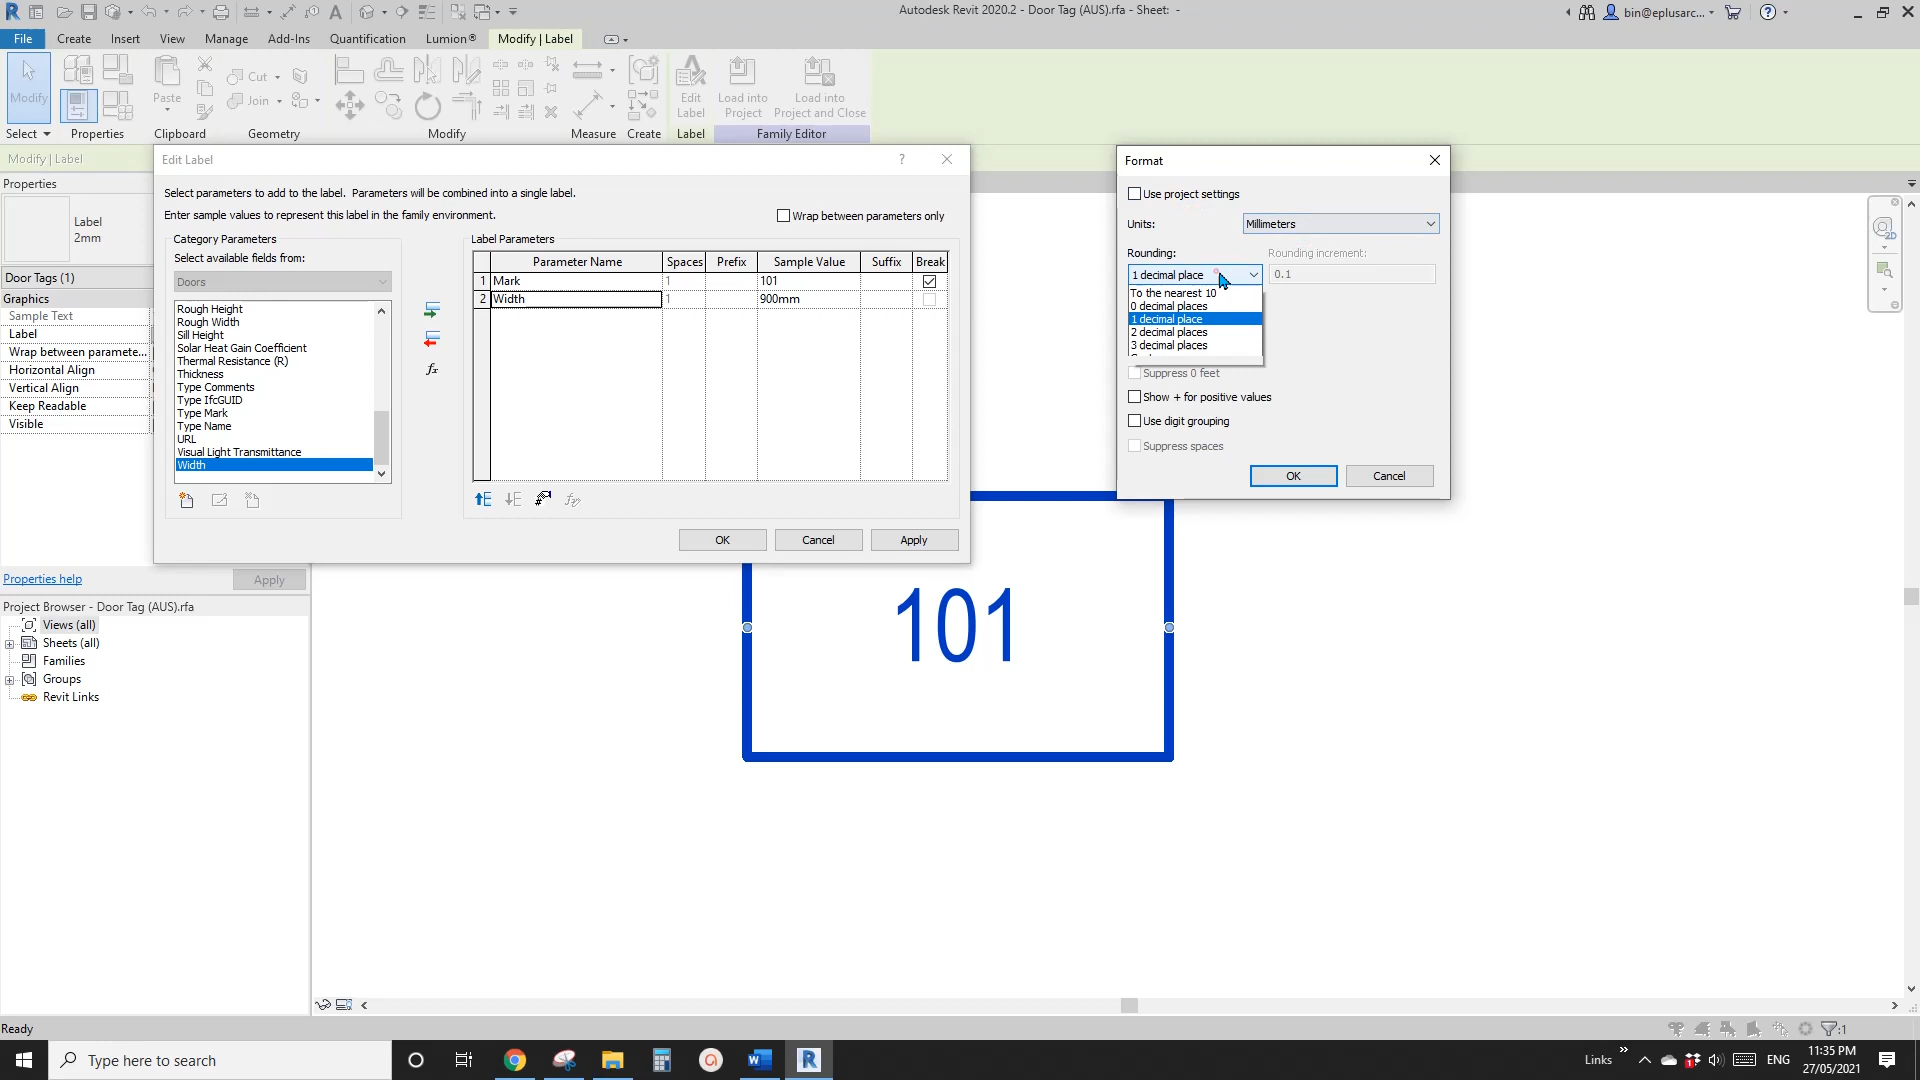 Autodesk Revit 2020.2 - Door Tag (AUS).rfa - Sheet: -
bin@eplusarc...
File Create Insert View Manage Add-Ins Quantification Lumion® Modify | Label
Modify
Paste
Cut
Join
Edit
Label
Load into
Project
Load into
Project and Close
Select Properties Clipboard Geometry Modify Measure Create Label Family Editor
Modify | Label
Properties
Label
2mm
Door Tags (1)
Graphics
Sample Text
Label
Wrap between paramete...
Horizontal Align
Vertical Align
Keep Readable
Visible
Properties help
Apply
Project Browser - Door Tag (AUS).rfa
Views (all)
Sheets (all)
Families
Groups
Revit Links
Edit Label
?
Select parameters to add to the label. Parameters will be combined into a single label.
Enter sample values to represent this label in the family environment.
Wrap between parameters only
Category Parameters
Select available fields from:
Doors
Rough Height
Rough Width
Sill Height
Solar Heat Gain Coefficient
Thermal Resistance (R)
Thickness
Type Comments
Type IfcGUID
Type Mark
Type Name
URL
Visual Light Transmittance
Width
Label Parameters
Parameter Name Spaces Prefix Sample Value Suffix Break
1 Mark 1 101
2 Width 1 900mm
OK Cancel Apply
Format
Use project settings
Units: Millimeters
Rounding: Rounding increment:
1 decimal place 0.1
To the nearest 10
0 decimal places
1 decimal place
2 decimal places
3 decimal places
Suppress 0 feet
Show + for positive values
Use digit grouping
Suppress spaces
OK Cancel
101
Ready
:1
Type here to search
Links
ENG
11:35 PM
27/05/2021